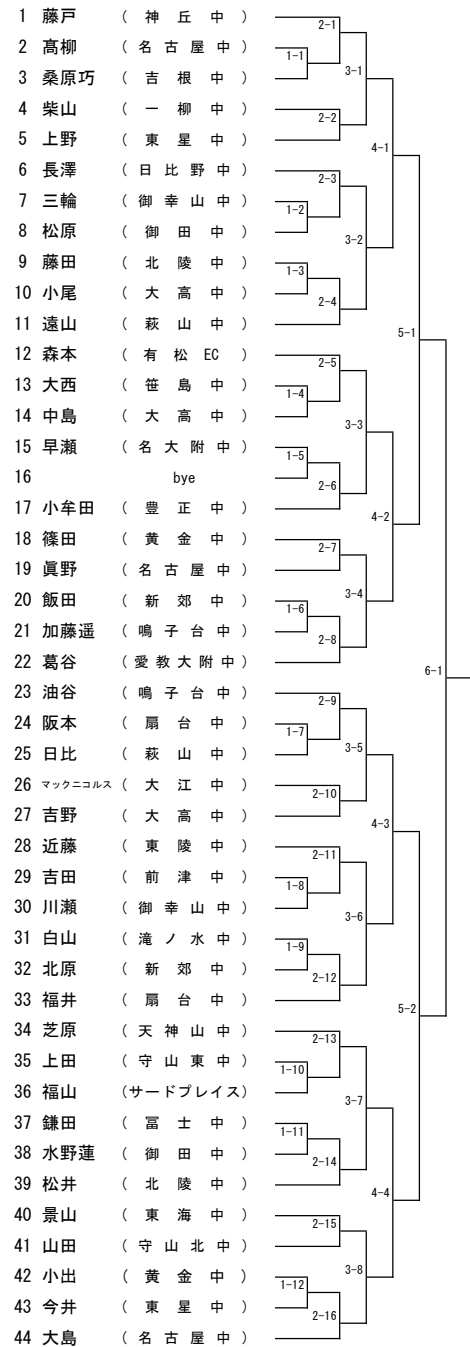 1 藤戸 ( 神 丘 中 )
2 髙柳 ( 名 古 屋 中 )
3 桑原巧 ( 吉 根 中 )
4 柴山 ( 一 柳 中 )
5 上野 ( 東 星 中 )
6 長澤 ( 日 比 野 中 )
7 三輪 ( 御 幸 山 中 )
8 松原 ( 御 田 中 )
9 藤田 ( 北 陵 中 )
10 小尾 ( 大 高 中 )
11 遠山 ( 萩 山 中 )
12 森本 ( 有 松 EC )
13 大西 ( 笹 島 中 )
14 中島 ( 大 高 中 )
15 早瀬 ( 名 大 附 中 )
16 bye
17 小牟田 ( 豊 正 中 )
18 篠田 ( 黄 金 中 )
19 眞野 ( 名 古 屋 中 )
20 飯田 ( 新 郊 中 )
21 加藤遥 ( 鳴 子 台 中 )
22 葛谷 ( 愛 教 大 附 中 )
23 油谷 ( 鳴 子 台 中 )
24 阪本 ( 扇 台 中 )
25 日比 ( 萩 山 中 )
26 マックニコルス ( 大 江 中 )
27 吉野 ( 大 高 中 )
28 近藤 ( 東 陵 中 )
29 吉田 ( 前 津 中 )
30 川瀬 ( 御 幸 山 中 )
31 白山 ( 滝 ノ 水 中 )
32 北原 ( 新 郊 中 )
33 福井 ( 扇 台 中 )
34 芝原 ( 天 神 山 中 )
35 上田 ( 守 山 東 中 )
36 福山 (サードプレイス)
37 鎌田 ( 冨 士 中 )
38 水野蓮 ( 御 田 中 )
39 松井 ( 北 陵 中 )
40 景山 ( 東 海 中 )
41 山田 ( 守 山 北 中 )
42 小出 ( 黄 金 中 )
43 今井 ( 東 星 中 )
44 大島 ( 名 古 屋 中 )
1-1
1-2
1-3
1-4
1-5
1-6
1-7
1-8
1-9
1-10
1-11
1-12
2-1
2-2
2-3
2-4
2-5
2-6
2-7
2-8
2-9
2-10
2-11
2-12
2-13
2-14
2-15
2-16
3-1
3-2
3-3
3-4
3-5
3-6
3-7
3-8
4-1
4-2
4-3
4-4
5-1
5-2
6-1